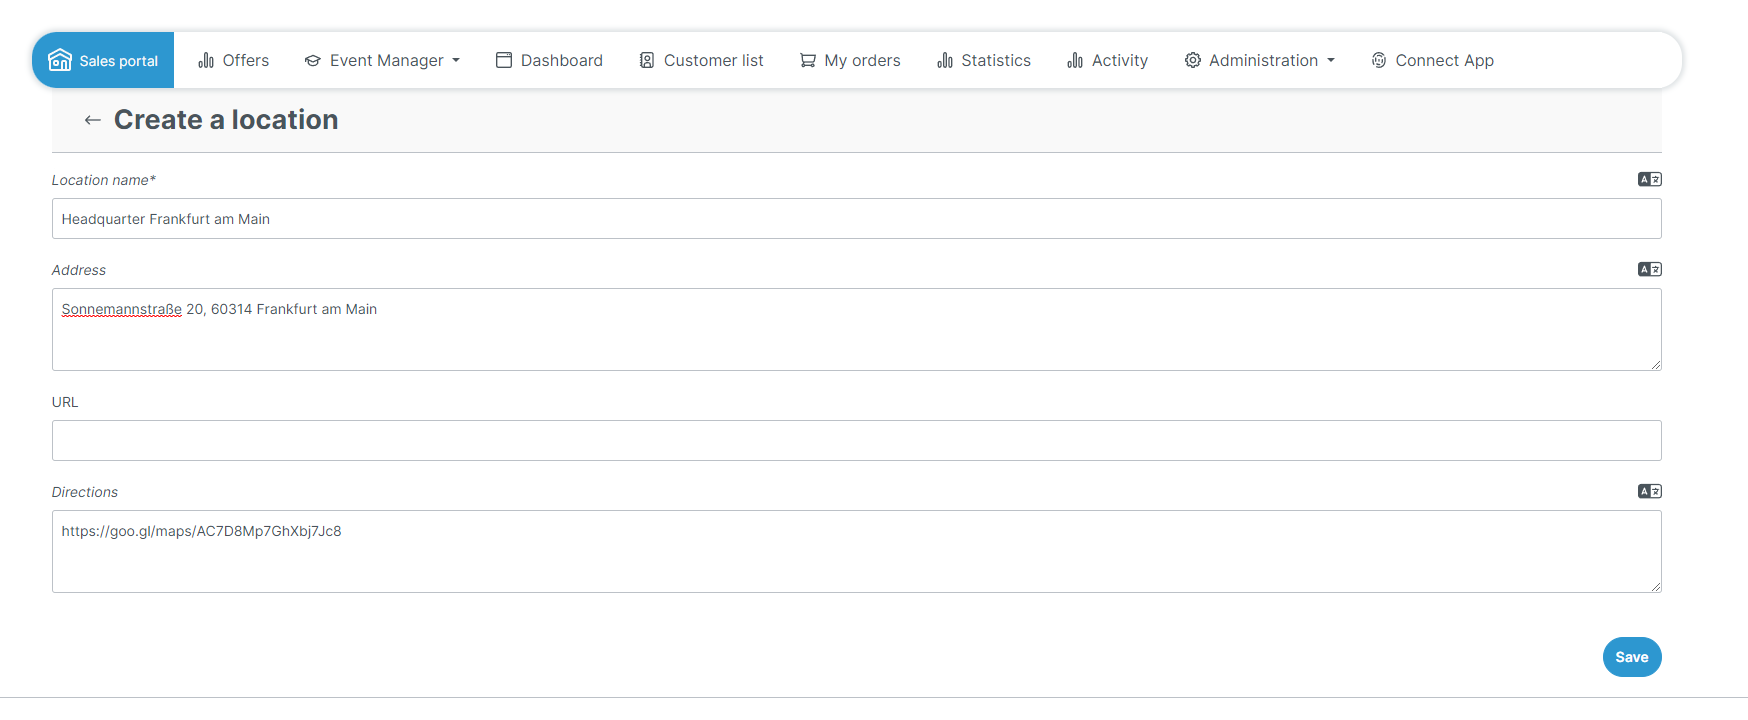 Sales portal Offers Event Manager Dashboard Customer list My orders Statistics Activity Administration Connect App
← Create a location
Location name*
Headquarter Frankfurt am Main
Address
Sonnemannstraße 20, 60314 Frankfurt am Main
URL
Directions
https://goo.gl/maps/AC7D8Mp7GhXbj7Jc8
Save